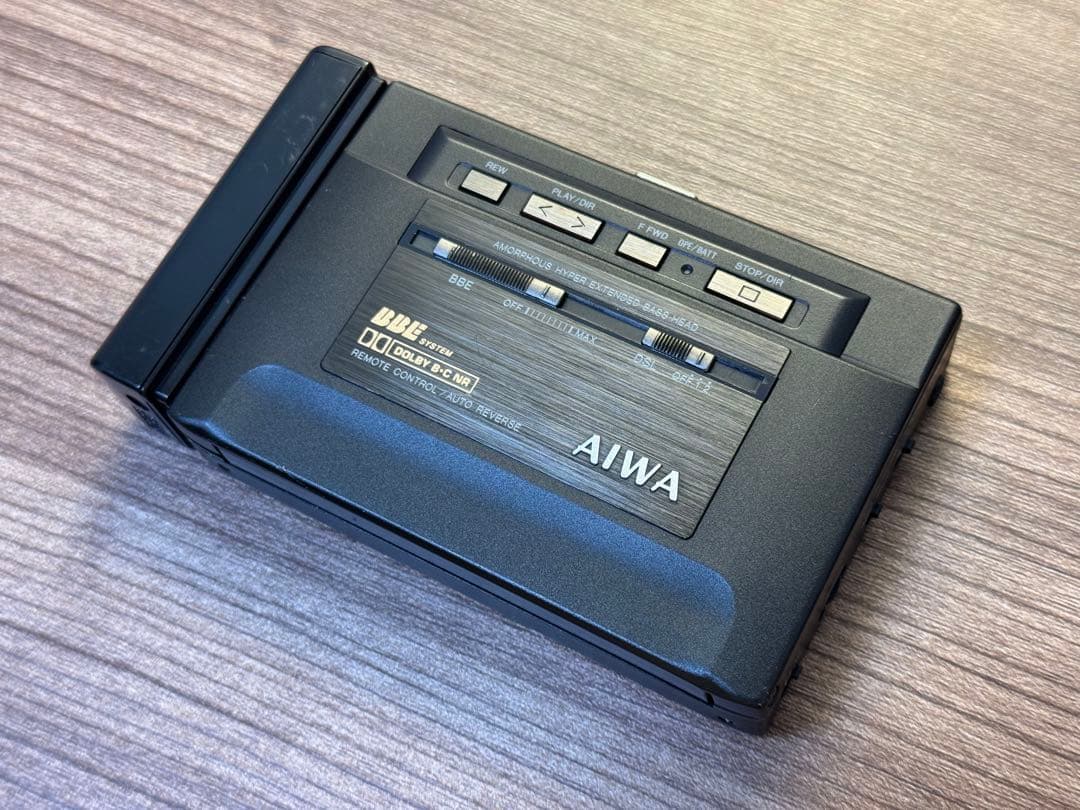 REW
PLAY/DIR
F FWD
OPE/BATT
STOP/DIR
AMORPHOUS HYPER EXTENDED BASS-HEAD
BBE
OFF MAX
DSL
OFF 1 2
BBE SYSTEM
DOLBY B·C NR
REMOTE CONTROL/AUTO REVERSE
AIWA